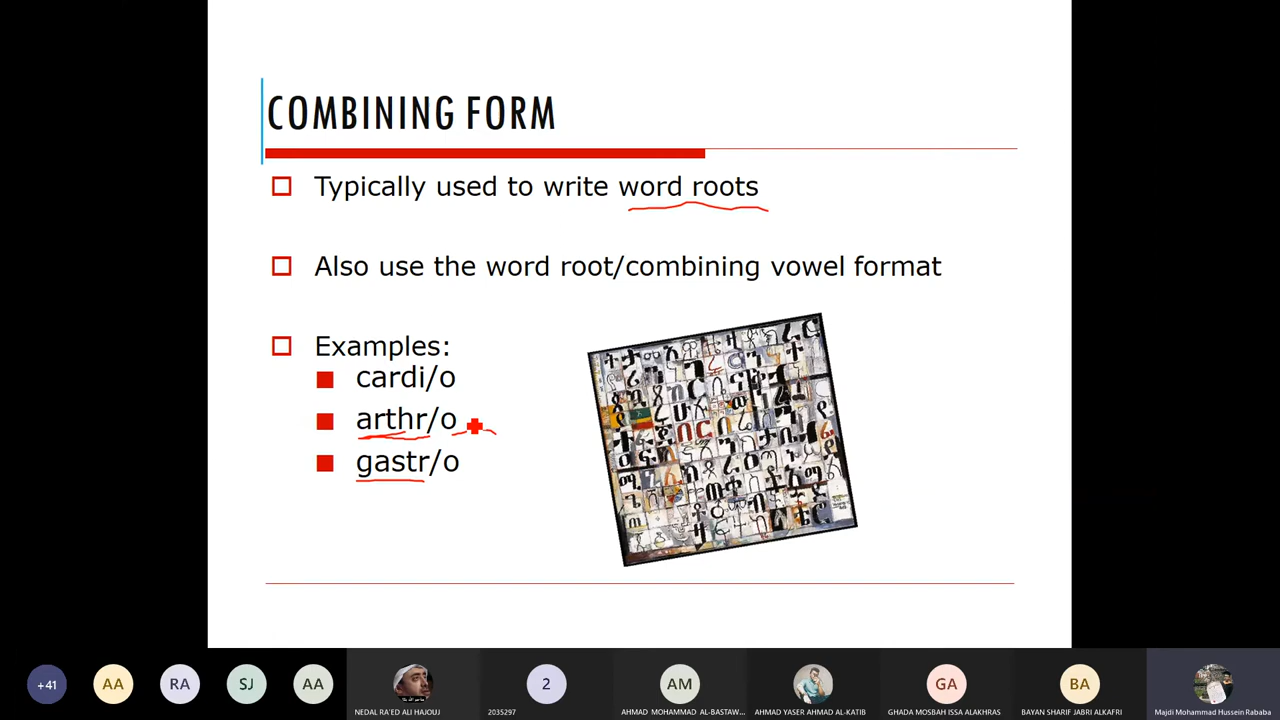 COMBINING FORM
Typically used to write word roots
Also use the word root/combining vowel format
Examples:
cardi/o
arthr/o
gastr/o
+41
AA
RA
SJ
AA
NEDAL RA'ED ALI HAJOUJ
2
2035297
AM
AHMAD MOHAMMAD AL-BASTAW...
AHMAD YASER AHMAD AL-KATIB
GA
GHADA MOSBAH ISSA ALAKHRAS
BA
BAYAN SHARIF JABRI ALKAFRI
Majdi Mohammad Hussein Rababa